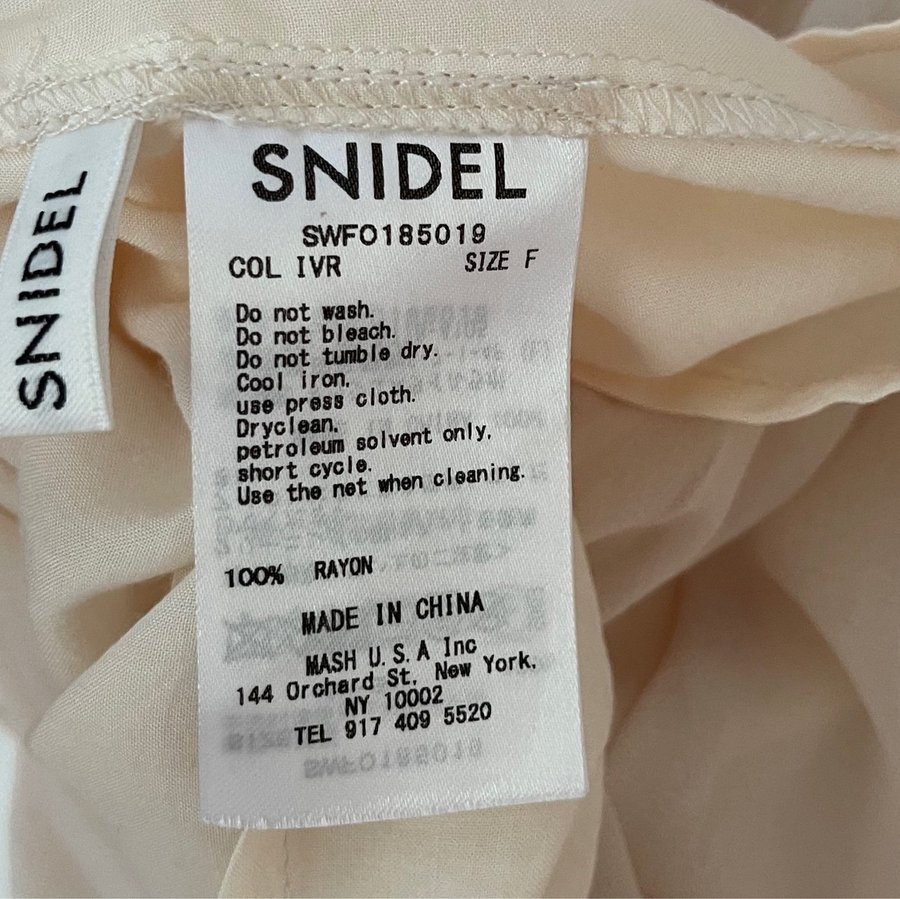 SNIDEL
SNIDEL
SWFO185019
COL IVR SIZE F
Do not wash.
Do not bleach.
Do not tumble dry.
Cool iron.
use press cloth.
Dryclean.
petroleum solvent only.
short cycle.
Use the net when cleaning.
100% RAYON
MADE IN CHINA
MASH U.S.A Inc
144 Orchard St. New York.
NY 10002
TEL 917 409 5520